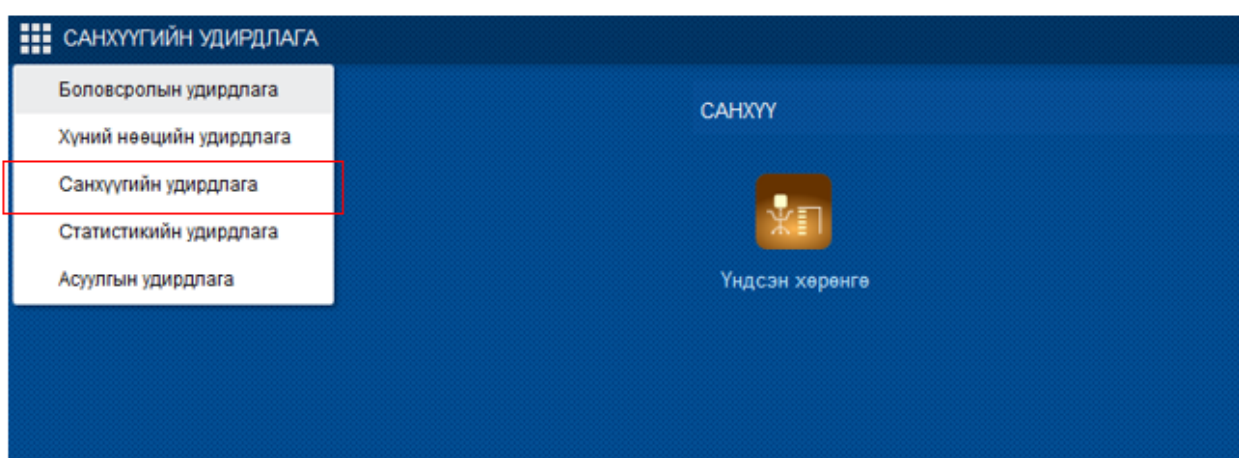 САНХҮҮГИЙН УДИРДЛАГА
Боловсролын удирдлага
Хүний нөөцийн удирдлага
Санхүүгийн удирдлага
Статистикийн удирдлага
Асуулгын удирдлага
САНХҮҮ
Үндсэн хөрөнгө